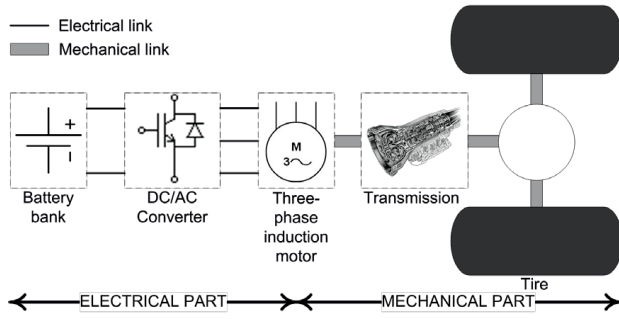 Electrical link
Mechanical link
+
M
3
Battery
bank
DC/AC
Converter
Three-
phase
induction
motor
Transmission
Tire
ELECTRICAL PART
MECHANICAL PART